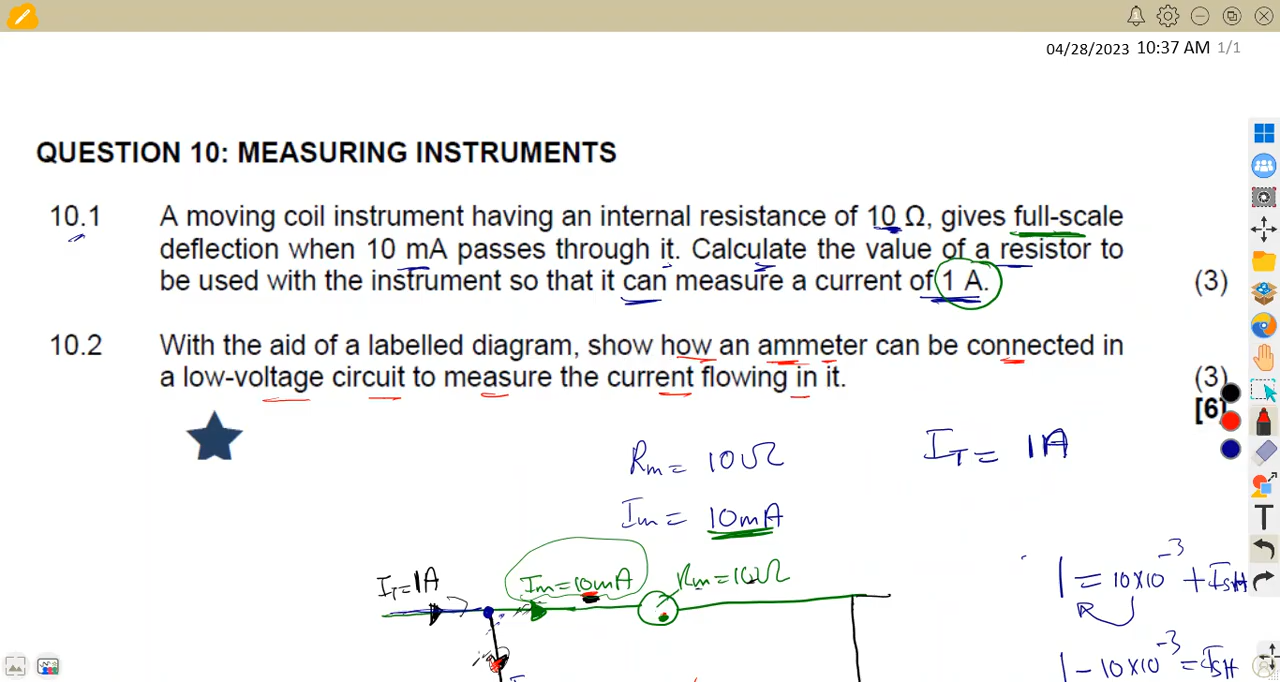 04/28/2023 10:37 AM 1/1
QUESTION 10: MEASURING INSTRUMENTS
10.1 A moving coil instrument having an internal resistance of 10 Ω, gives full-scale
deflection when 10 mA passes through it. Calculate the value of a resistor to
be used with the instrument so that it can measure a current of 1 A. (3)
10.2 With the aid of a labelled diagram, show how an ammeter can be connected in
a low-voltage circuit to measure the current flowing in it. (3)
[6]
Rm = 10Ω
IT = 1A
Im = 10mA
IT=1A
Im=10mA
Rm=10Ω
1 = 10×10⁻³ + ISH
1 - 10×10⁻³ = ISH
T